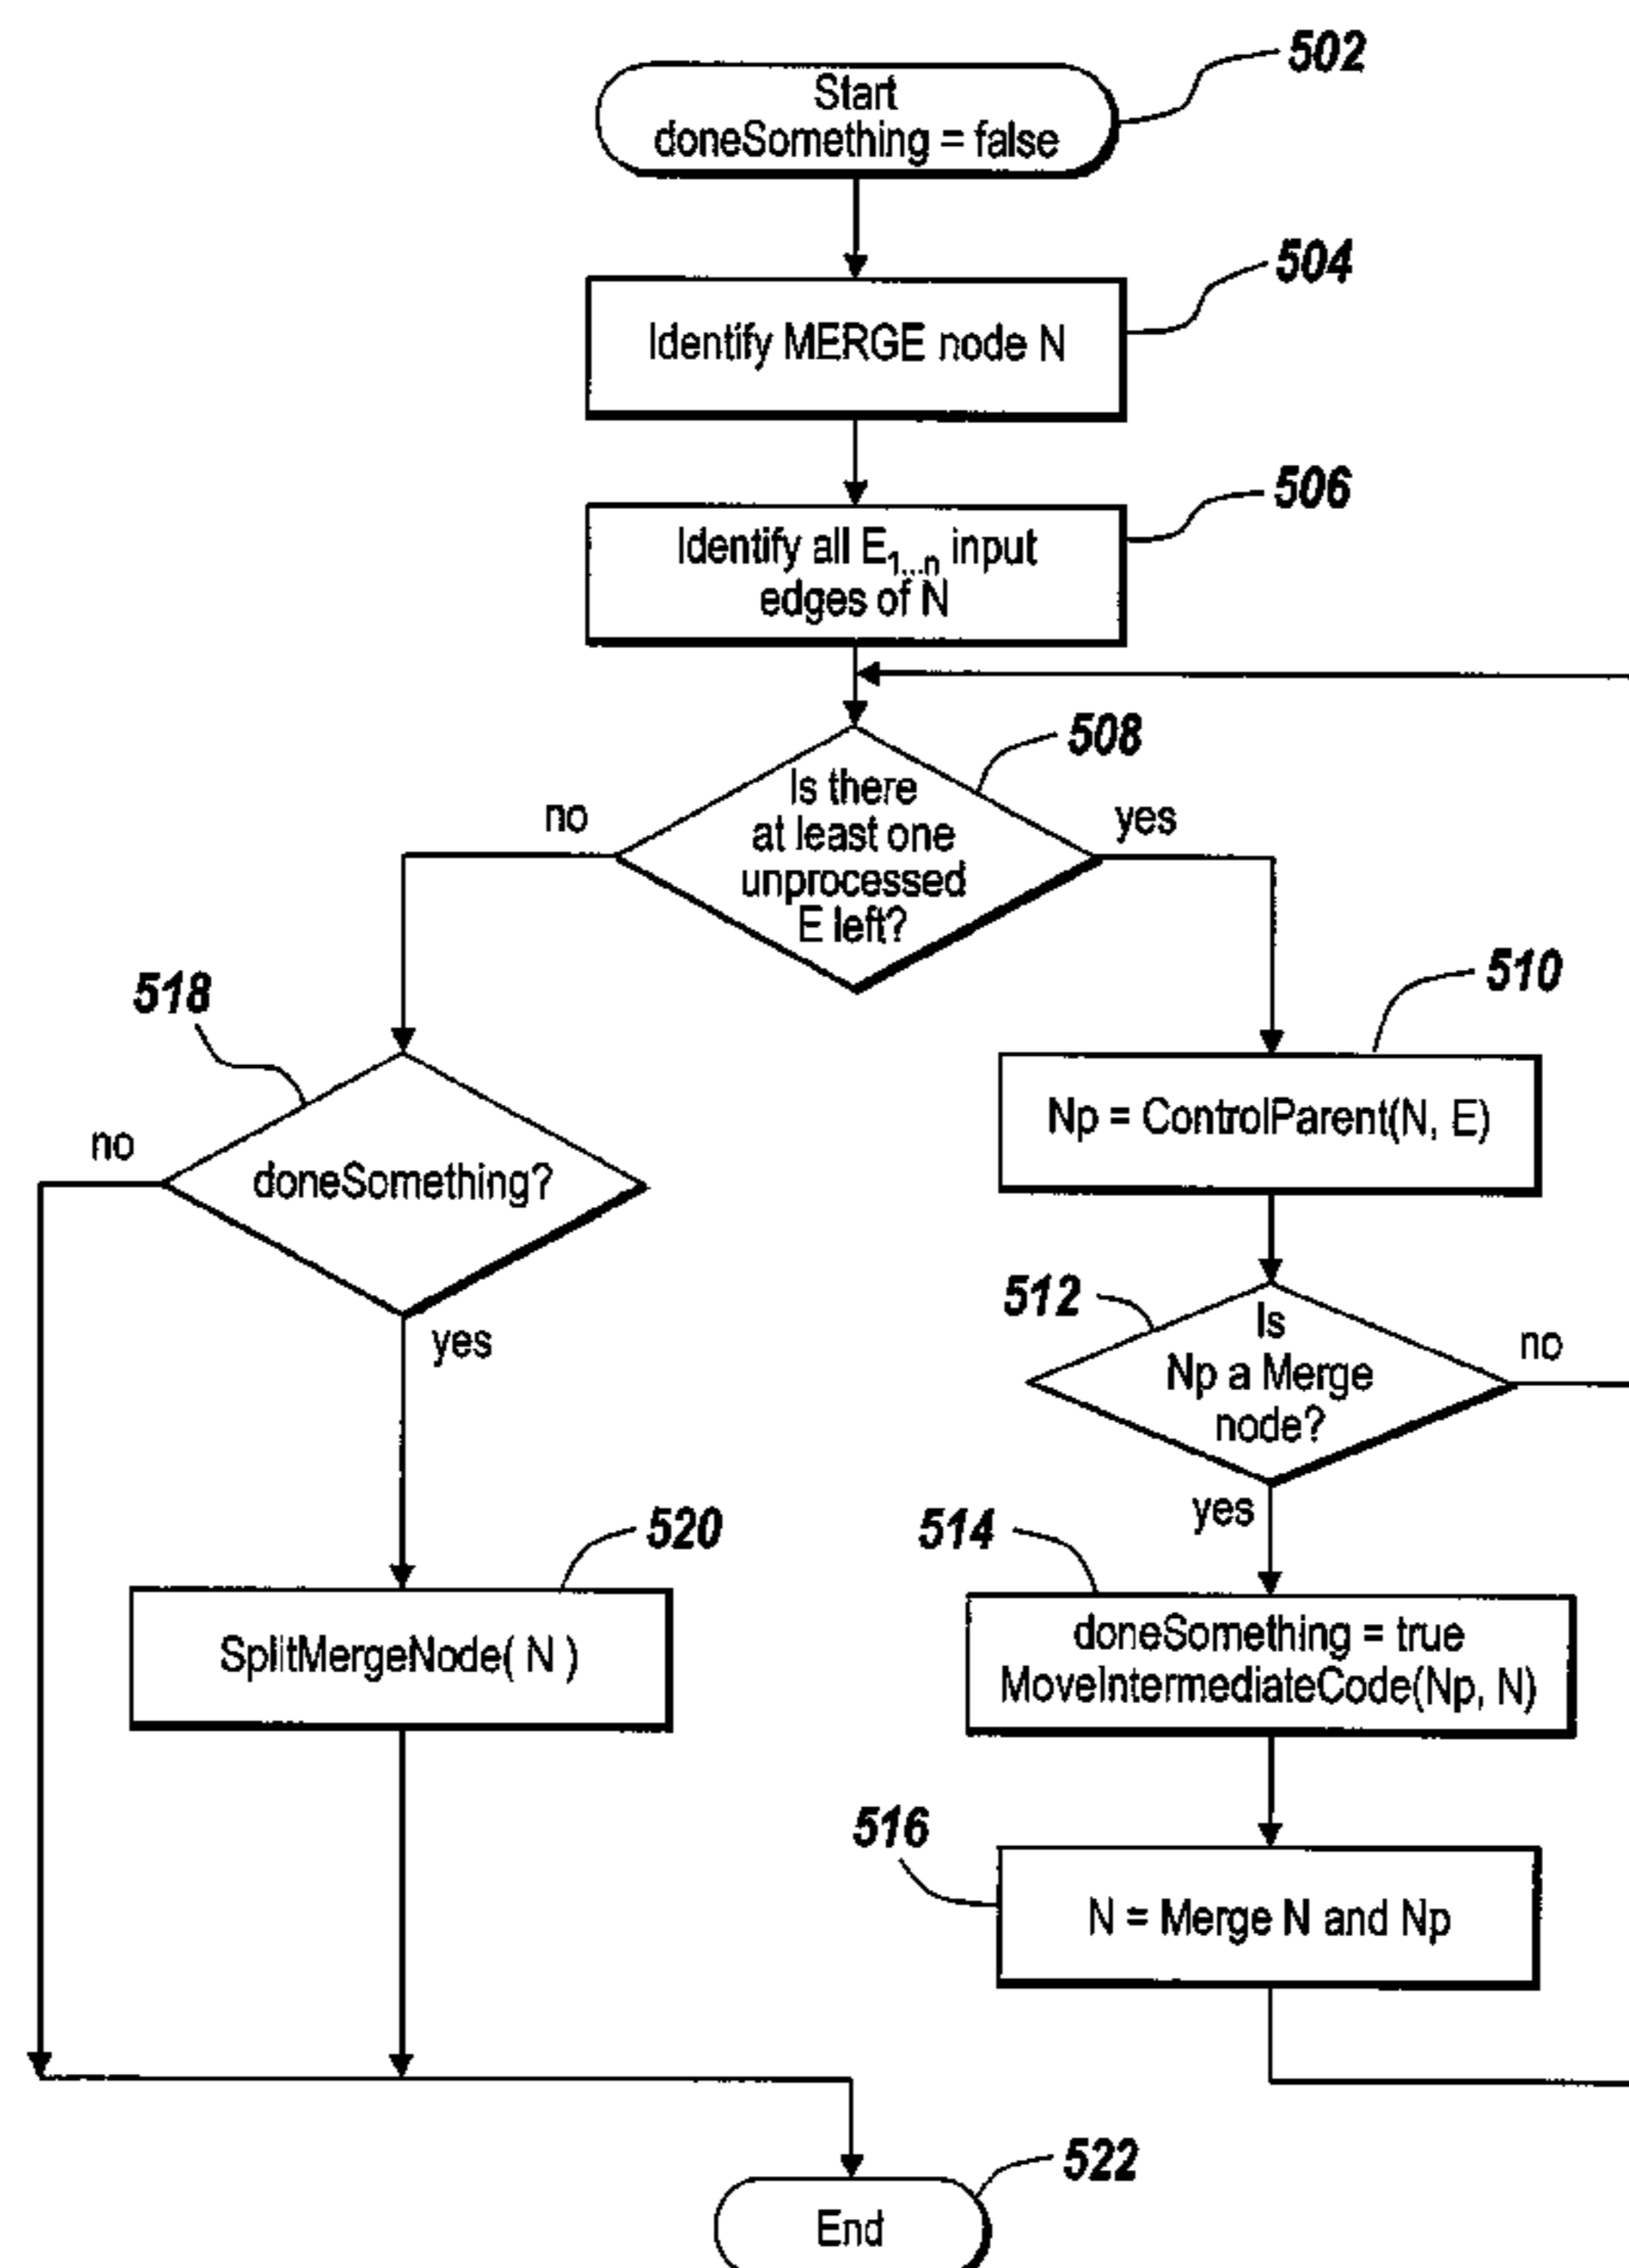 502
Start
doneSomething = false
504
Identify MERGE node N
506
Identify all E1...n input
edges of N
508
Is there
at least one
unprocessed
E left?
no
yes
518
510
doneSomething?
no
yes
Np = ControlParent(N, E)
512
Is
Np a Merge
node?
no
yes
520
SplitMergeNode( N )
514
doneSomething = true
MoveIntermediateCode(Np, N)
516
N = Merge N and Np
522
End